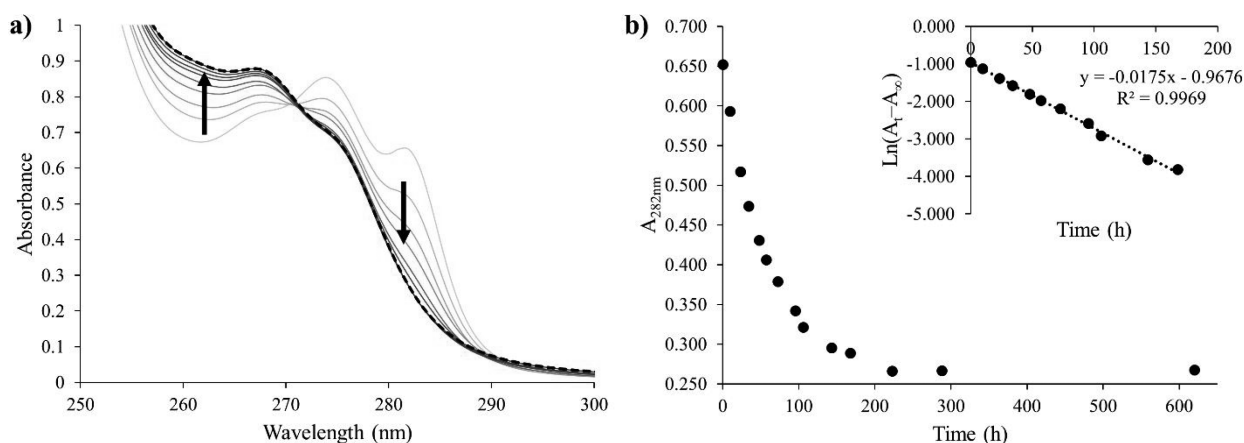 a)
Absorbance
1
0.9
0.8
0.7
0.6
0.5
0.4
0.3
0.2
0.1
0
250 260 270 280 290 300
Wavelength (nm)
b)
A282nm
0.700
0.650
0.600
0.550
0.500
0.450
0.400
0.350
0.300
0.250
0 100 200 300 400 500 600
Time (h)
Ln(At−A∞)
0.000
-1.000
-2.000
-3.000
-4.000
-5.000
0 50 100 150 200
y = -0.0175x - 0.9676
R² = 0.9969
Time (h)